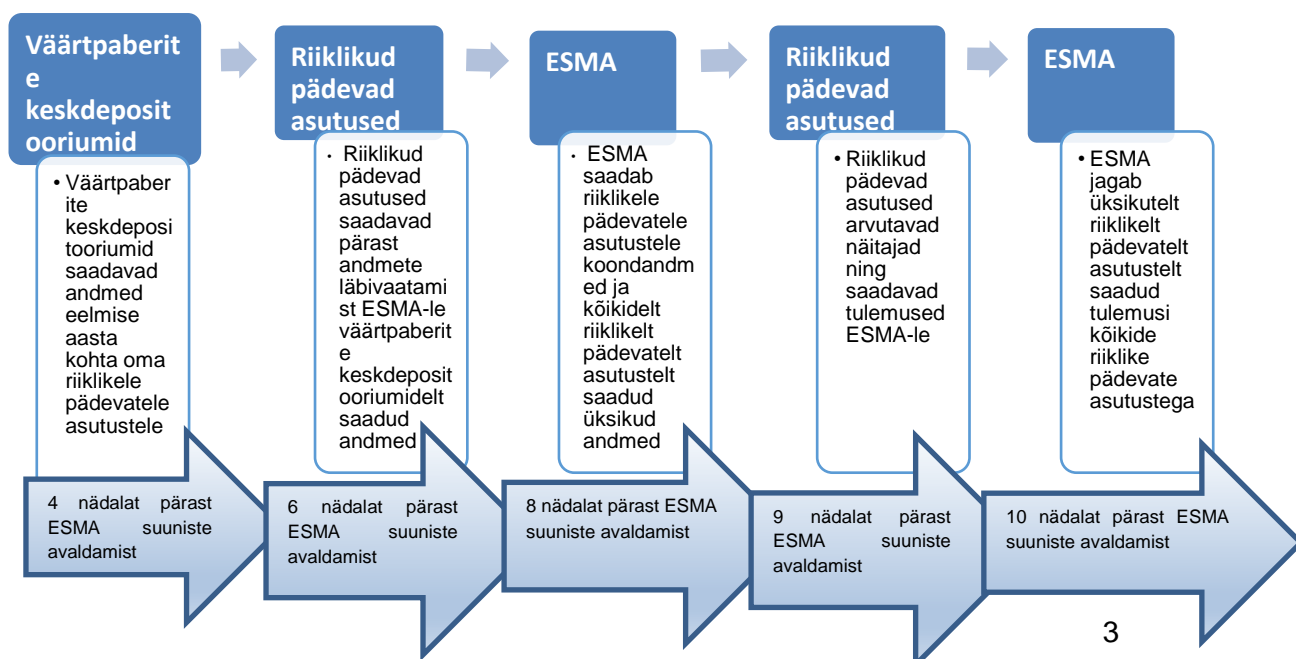 Väärtpaberit
e
keskdeposit
ooriumid
• Väärtpaber
ite
keskdeposi
tooriumid
saadavad
andmed
eelmise
aasta
kohta oma
riiklikele
pädevatele
asutustele
4 nädalat pärast
ESMA suuniste
avaldamist
Riiklikud
pädevad
asutused
• Riiklikud
pädevad
asutused
saadavad
pärast
andmete
läbivaatami
st ESMA-le
väärtpaberit
e
keskdeposit
ooriumidelt
saadud
andmed
6 nädalat pärast
ESMA suuniste
avaldamist
ESMA
• ESMA
saadab
riiklikele
pädevatele
asutustele
koondandm
ed ja
kõikidelt
riiklikelt
pädevatelt
asutustelt
saadud
üksikud
andmed
8 nädalat pärast ESMA
suuniste avaldamist
Riiklikud
pädevad
asutused
• Riiklikud
pädevad
asutused
arvutavad
näitajad
ning
saadavad
tulemused
ESMA-le
9 nädalat pärast
ESMA suuniste
avaldamist
ESMA
• ESMA
jagab
üksikutelt
riiklikelt
pädevatelt
asutustelt
saadud
tulemusi
kõikide
riiklike
pädevate
asutustega
10 nädalat pärast ESMA
suuniste avaldamist
3